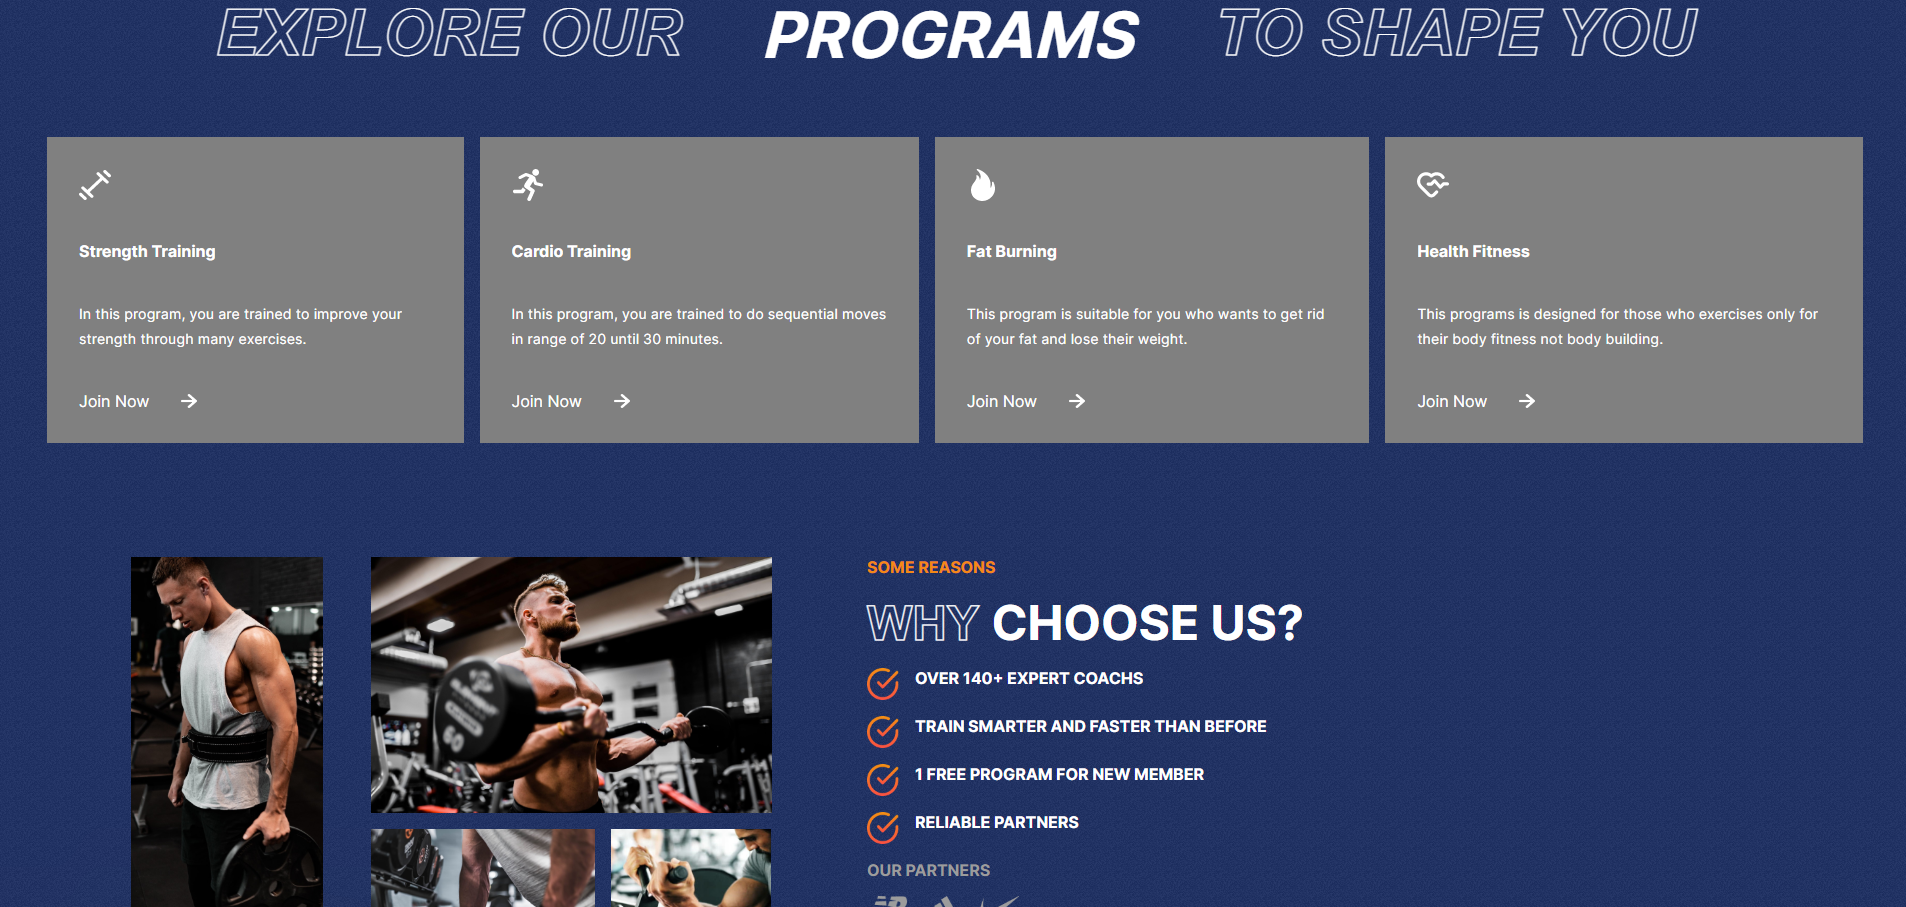 EXPLORE OUR PROGRAMS TO SHAPE YOU
Strength Training
In this program, you are trained to improve your
strength through many exercises.
Join Now
Cardio Training
In this program, you are trained to do sequential moves
in range of 20 until 30 minutes.
Join Now
Fat Burning
This program is suitable for you who wants to get rid
of your fat and lose their weight.
Join Now
Health Fitness
This programs is designed for those who exercises only for
their body fitness not body building.
Join Now
60
SOME REASONS
WHY CHOOSE US?
OVER 140+ EXPERT COACHS
TRAIN SMARTER AND FASTER THAN BEFORE
1 FREE PROGRAM FOR NEW MEMBER
RELIABLE PARTNERS
OUR PARTNERS